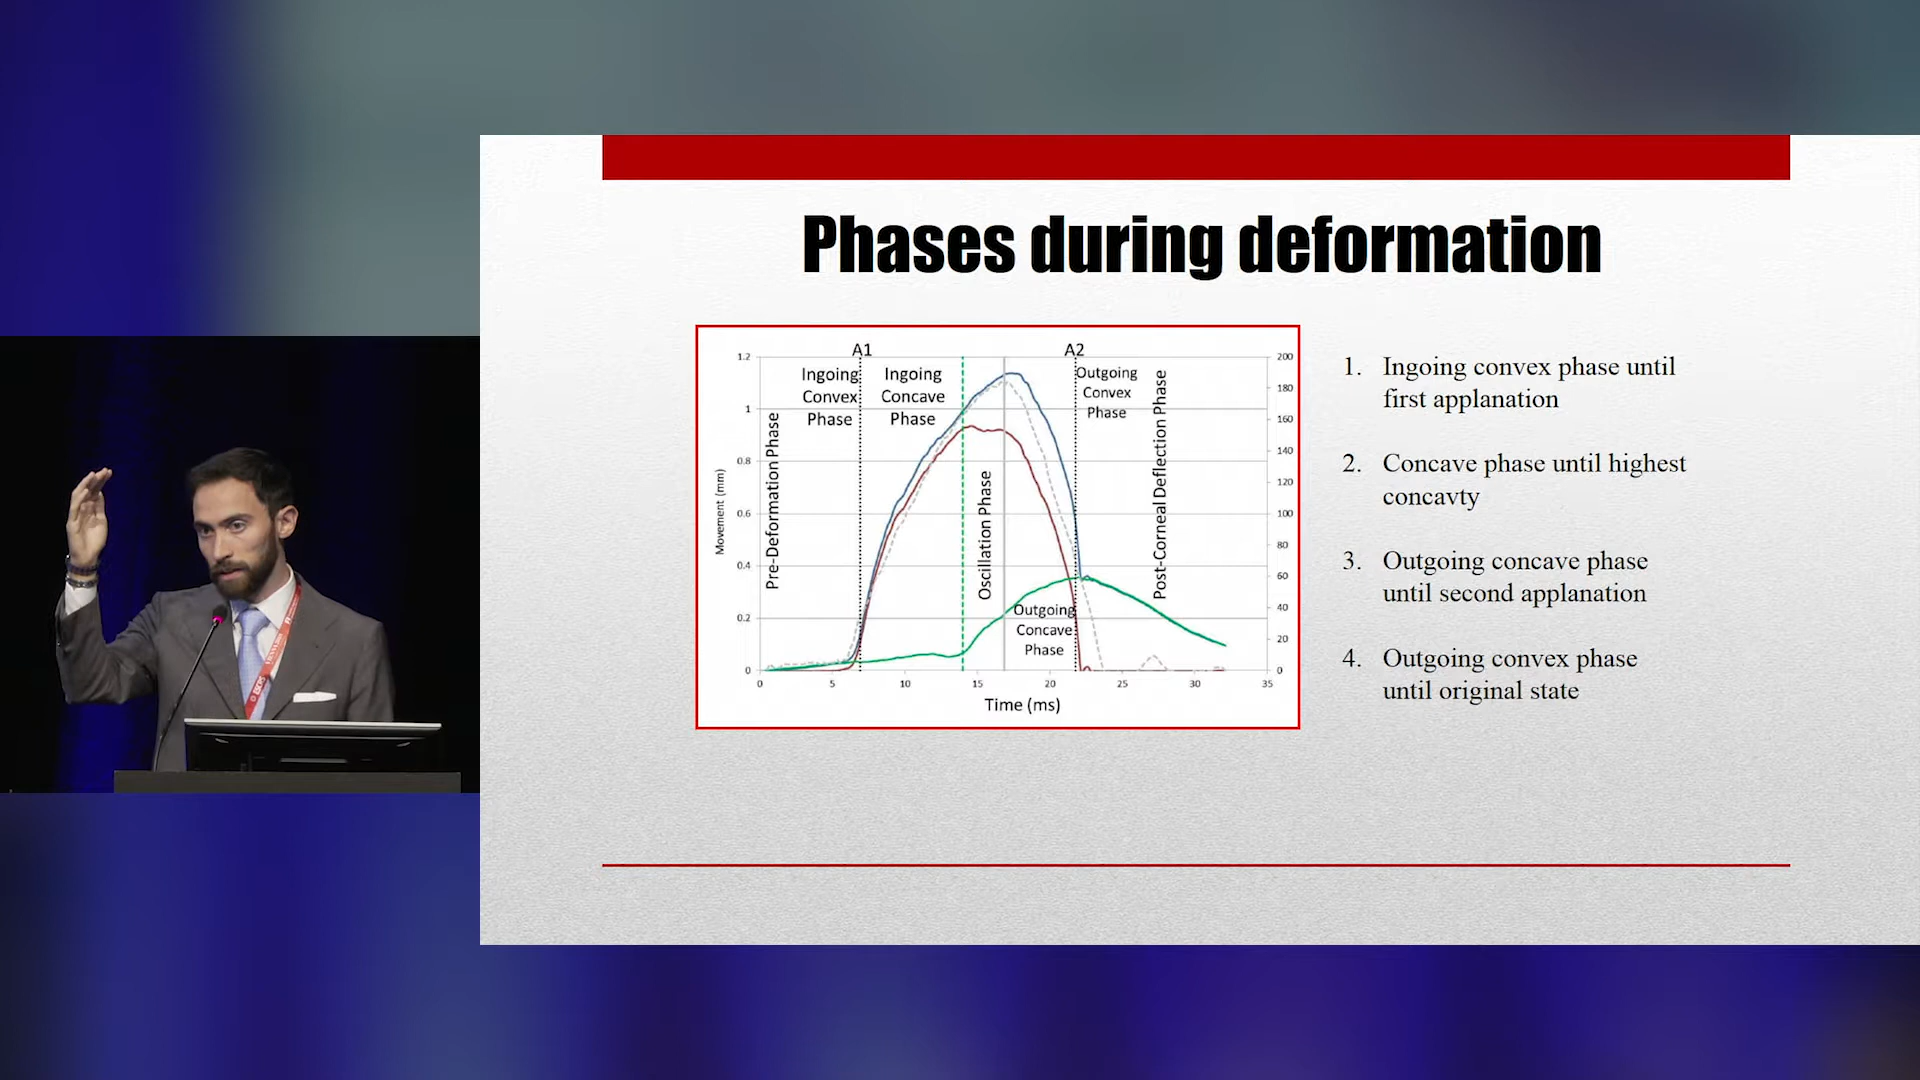 Phases during deformation
A1
A2
1.2
1
0.8
0.6
0.4
0.2
0
Movement (mm)
Pre-Deformation Phase
Ingoing
Convex
Phase
Ingoing
Concave
Phase
Oscillation Phase
Outgoing
Concave
Phase
Outgoing
Convex
Phase
Post-Corneal Deflection Phase
200
180
160
140
120
100
80
60
40
20
0
0 5 10 15 20 25 30 35
Time (ms)
1. Ingoing convex phase until
first applanation
2. Concave phase until highest
concavty
3. Outgoing concave phase
until second applanation
4. Outgoing convex phase
until original state